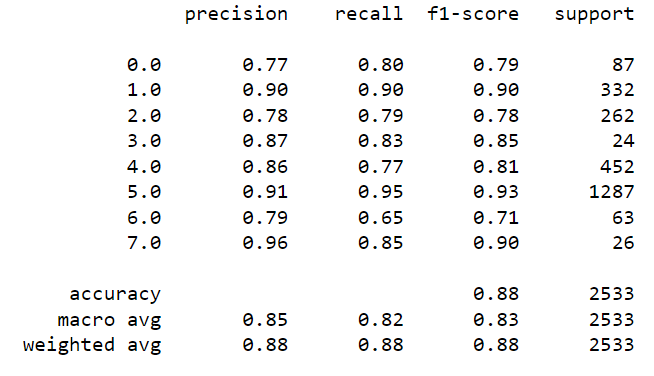 precision recall f1-score support
0.0 0.77 0.80 0.79 87
1.0 0.90 0.90 0.90 332
2.0 0.78 0.79 0.78 262
3.0 0.87 0.83 0.85 24
4.0 0.86 0.77 0.81 452
5.0 0.91 0.95 0.93 1287
6.0 0.79 0.65 0.71 63
7.0 0.96 0.85 0.90 26
accuracy 0.88 2533
macro avg 0.85 0.82 0.83 2533
weighted avg 0.88 0.88 0.88 2533